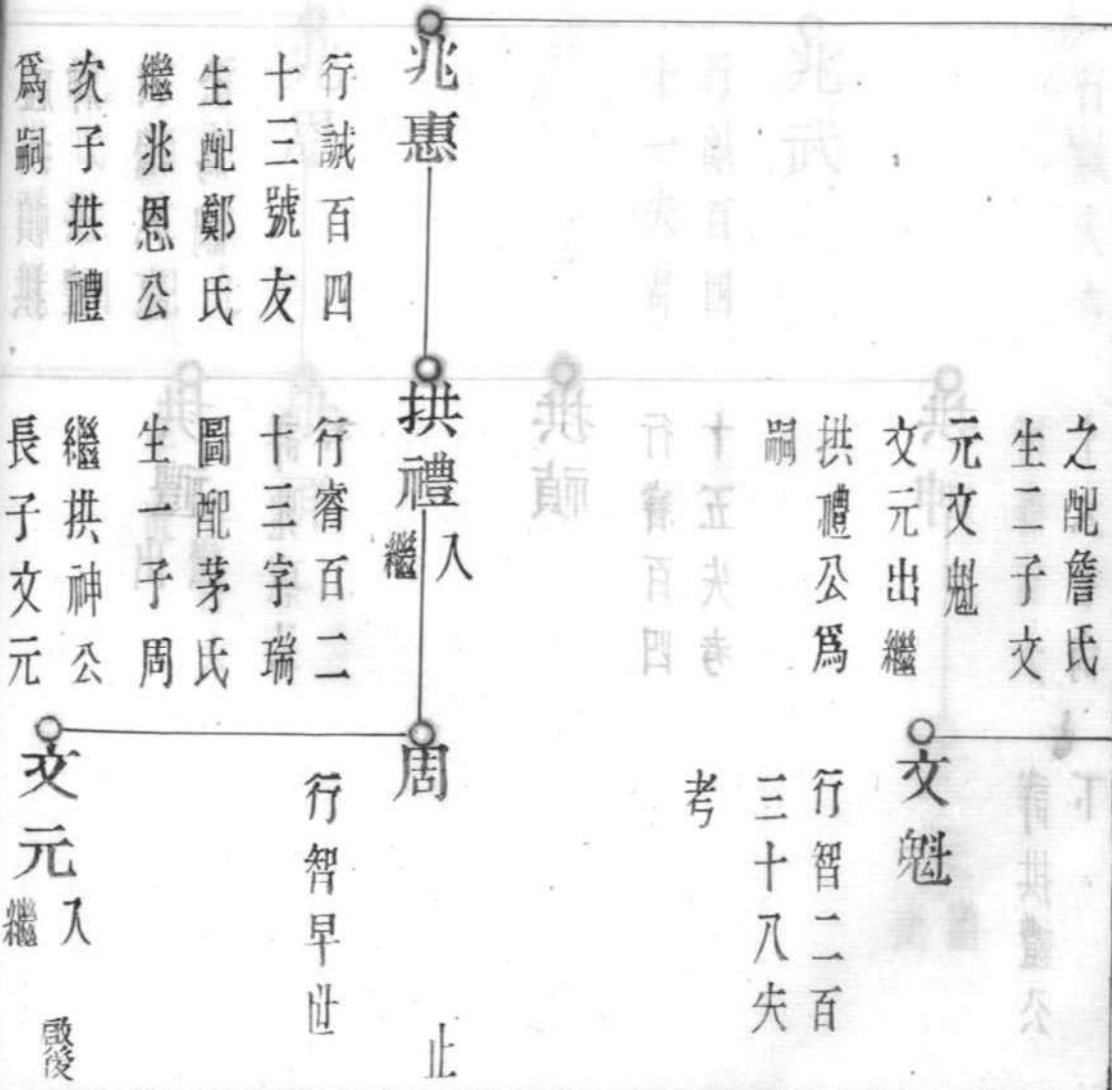 兆惠
行誠百四
十三號友
生配鄭氏
繼兆恩公
次子拱禮
爲嗣
之配詹氏
生二子文
元文魁
文元出繼
拱禮公爲
嗣
拱禮
入繼
行睿百二
十三字瑞
圖配茅氏
生一子周
繼拱神公
長子文元
文魁
行智二百
三十八失
考
周
行智早世
止
文元
入繼
啟後